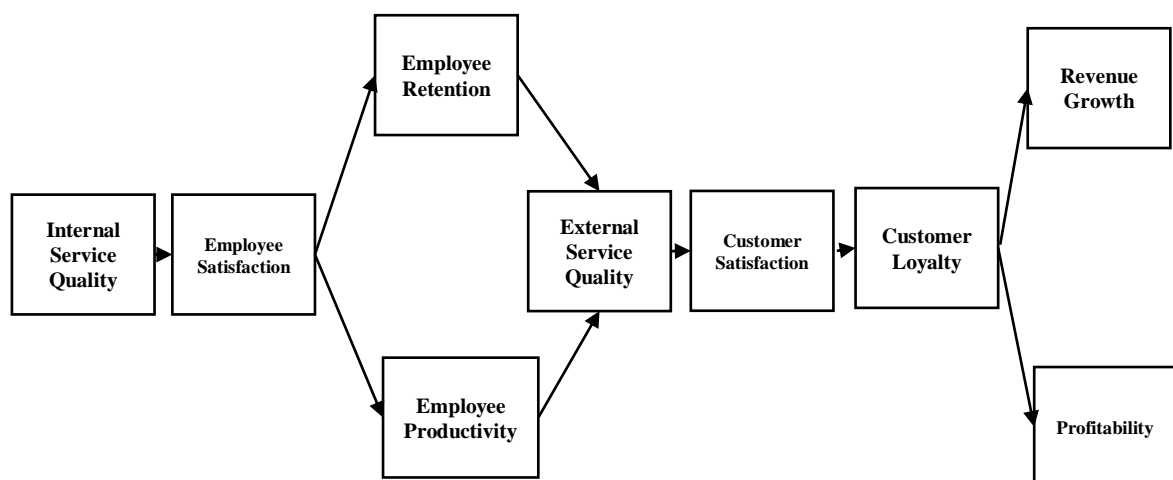 Employee
Retention
Revenue
Growth
Internal
Service
Quality
Employee
Satisfaction
External
Service
Quality
Customer
Satisfaction
Customer
Loyalty
Employee
Productivity
Profitability